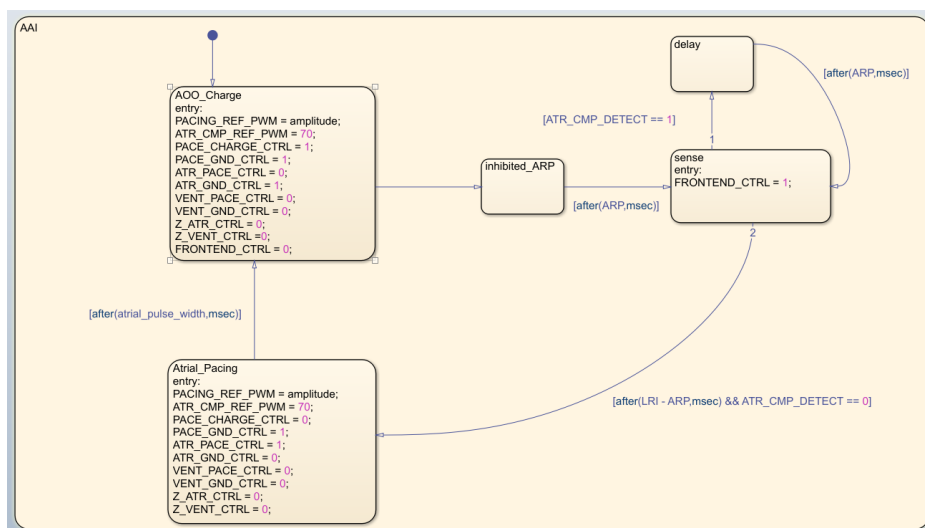 AAI
AOO_Charge
entry:
PACING_REF_PWM = amplitude;
ATR_CMP_REF_PWM = 70;
PACE_CHARGE_CTRL = 1;
PACE_GND_CTRL = 1;
ATR_PACE_CTRL = 0;
ATR_GND_CTRL = 1;
VENT_PACE_CTRL = 0;
VENT_GND_CTRL = 0;
Z_ATR_CTRL = 0;
Z_VENT_CTRL =0;
FRONTEND_CTRL = 0;
inhibited_ARP
[after(ARP,msec)]
delay
[after(ARP,msec)]
[ATR_CMP_DETECT == 1]
1
sense
entry:
FRONTEND_CTRL = 1;
2
[after(LRI - ARP,msec) && ATR_CMP_DETECT == 0]
[after(atrial_pulse_width,msec)]
Atrial_Pacing
entry:
PACING_REF_PWM = amplitude;
ATR_CMP_REF_PWM = 70;
PACE_CHARGE_CTRL = 0;
PACE_GND_CTRL = 1;
ATR_PACE_CTRL = 1;
ATR_GND_CTRL = 0;
VENT_PACE_CTRL = 0;
VENT_GND_CTRL = 0;
Z_ATR_CTRL = 0;
Z_VENT_CTRL = 0;